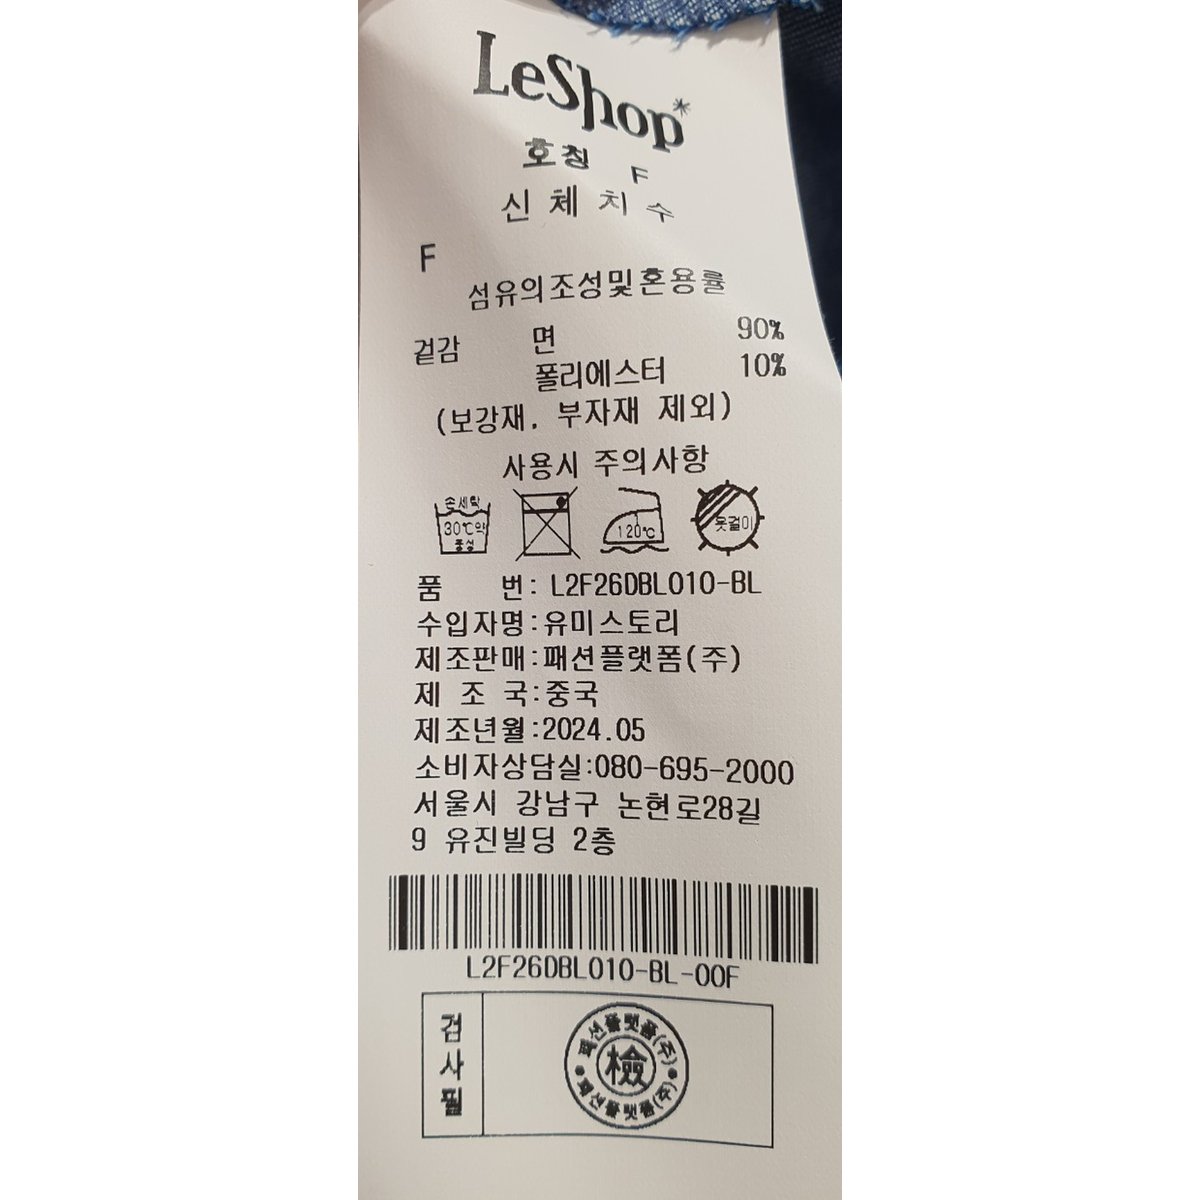 LeShop*
호칭 F
신체치수
F
섬유의조성및혼용률
겉감 면 90%
폴리에스터 10%
(보강재, 부자재 제외)
사용시 주의사항
손세탁
30℃약
중성
120℃
옷걸이
품 번: L2F26DBL010-BL
수입자명:유미스토리
제조판매:패션플랫폼(주)
제 조 국:중국
제조년월:2024.05
소비자상담실:080-695-2000
서울시 강남구 논현로28길
9 유진빌딩 2층
L2F26DBL010-BL-00F
검사필
패션플랫폼(주)
檢
패션플랫폼(주)